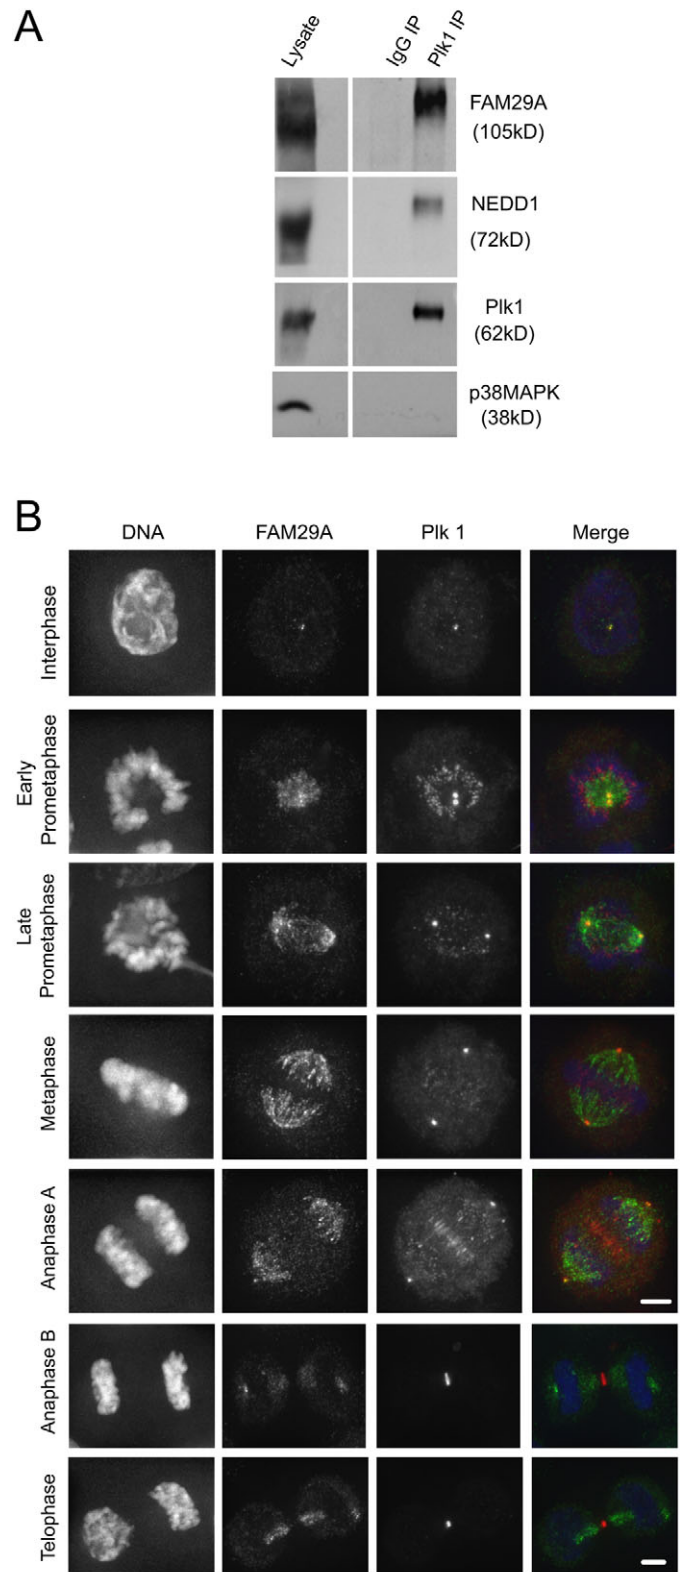 A
Lysate
IgG IP
Plk1 IP
FAM29A
(105kD)
NEDD1
(72kD)
Plk1
(62kD)
p38MAPK
(38kD)
B
DNA
FAM29A
Plk 1
Merge
Interphase
Early
Prometaphase
Late
Prometaphase
Metaphase
Anaphase A
Anaphase B
Telophase